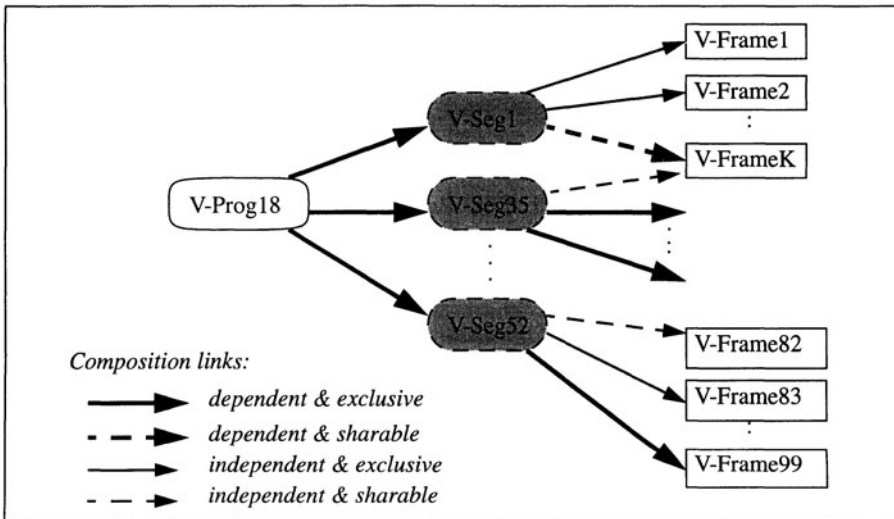 V-Frame1
V-Frame2
V-Seg1
V-FrameK
V-Prog18
V-Seg35
V-Seg52
V-Frame82
Composition links:
V-Frame83
dependent & exclusive
dependent & sharable
V-Frame99
independent & exclusive
independent & sharable